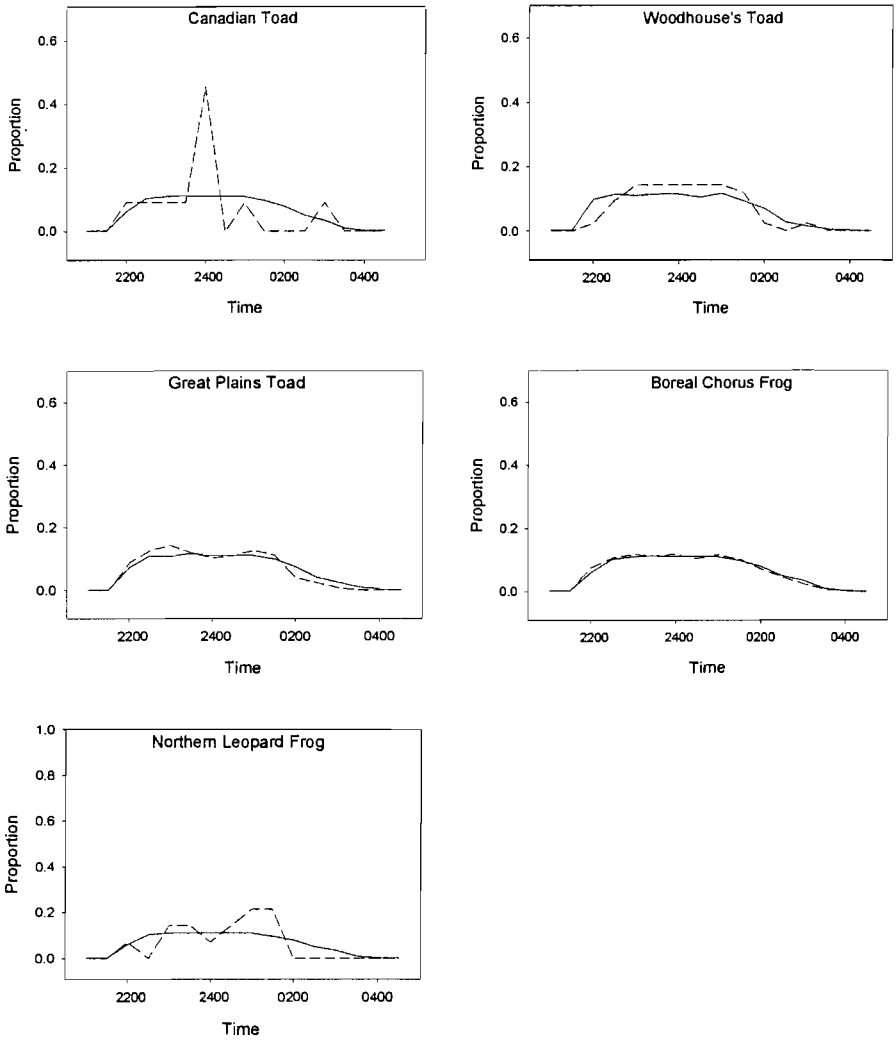 Canadian Toad
0.6
0.4
0.2
0.0
Proportion
2200 2400 0200 0400
Time
Woodhouse's Toad
0.6
0.4
0.2
0.0
Proportion
2200 2400 0200 0400
Time
Great Plains Toad
0.6
0.4
0.2
0.0
Proportion
2200 2400 0200 0400
Time
Boreal Chorus Frog
0.6
0.4
0.2
0.0
Proportion
2200 2400 0200 0400
Time
Northern Leopard Frog
1.0
0.8
0.6
0.4
0.2
0.0
Proportion
2200 2400 0200 0400
Time